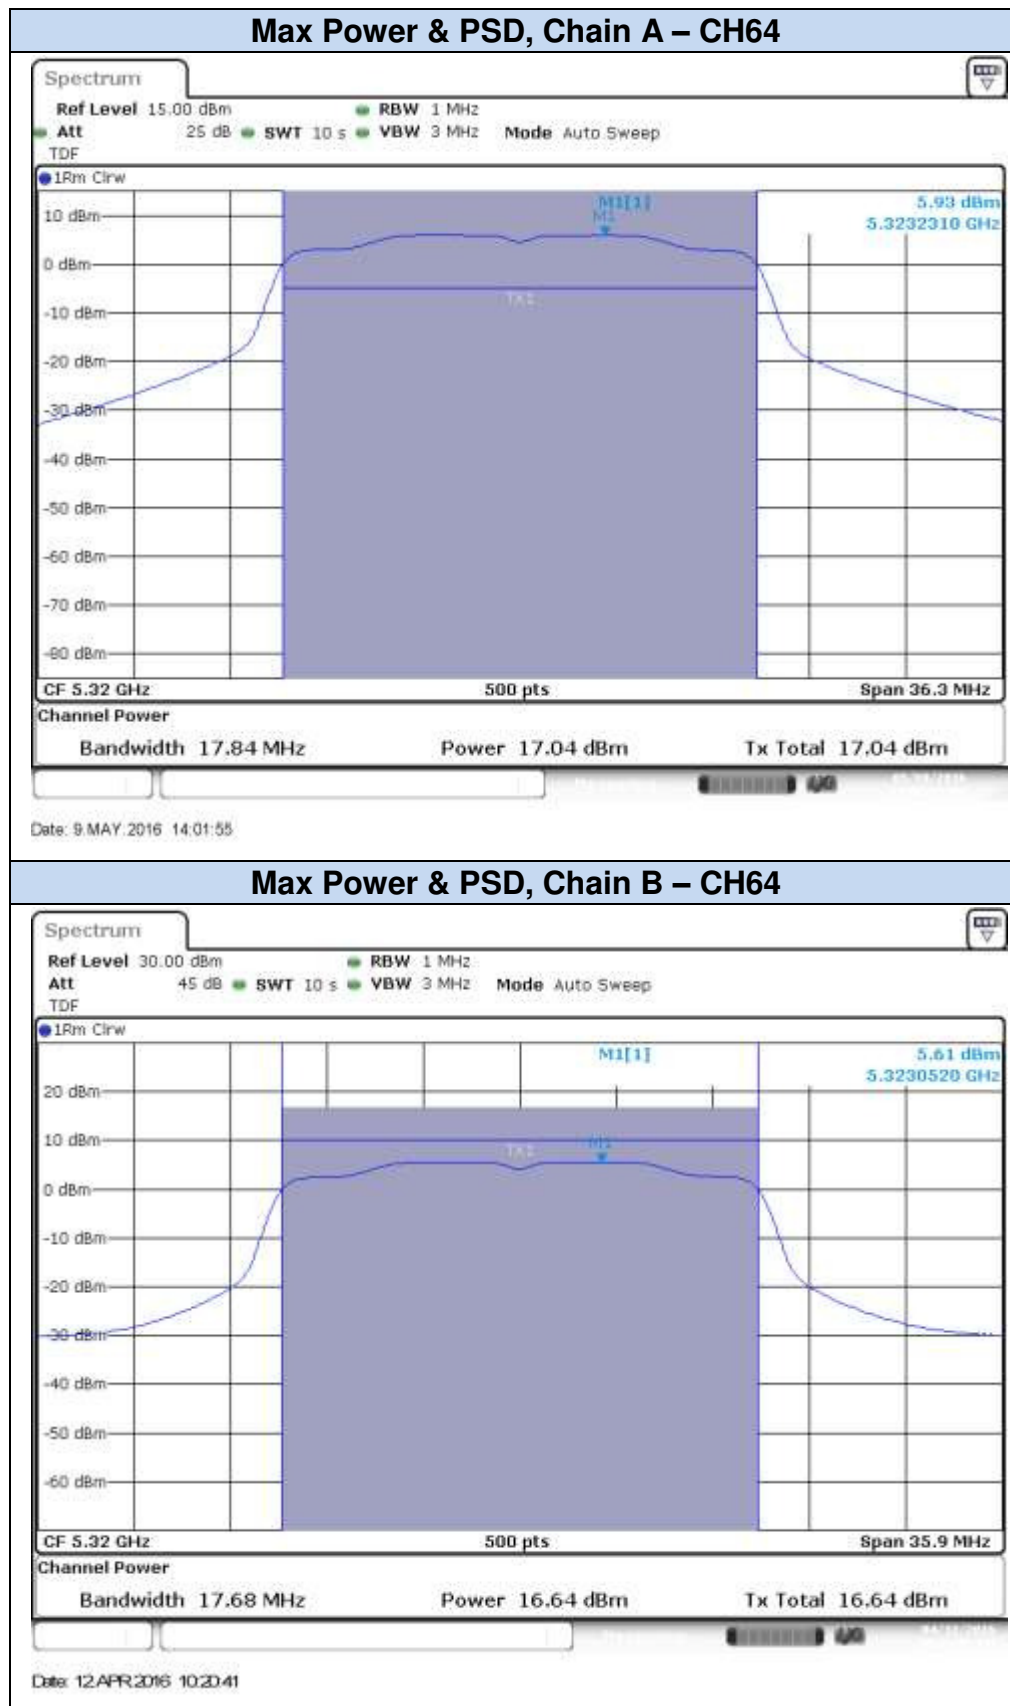 Max Power & PSD, Chain A – CH64
Spectrum
Ref Level 15.00 dBm RBW 1 MHz
Att 25 dB SWT 10 s VBW 3 MHz Mode Auto Sweep
TDF
1Rm Clrw
M1[1] 5.93 dBm
5.3232310 GHz
M1
10 dBm
0 dBm
TX1
-10 dBm
-20 dBm
-30 dBm
-40 dBm
-50 dBm
-60 dBm
-70 dBm
-80 dBm
CF 5.32 GHz 500 pts Span 36.3 MHz
Channel Power
Bandwidth 17.84 MHz Power 17.04 dBm Tx Total 17.04 dBm
Date: 9.MAY.2016 14:01:55
Max Power & PSD, Chain B – CH64
Spectrum
Ref Level 30.00 dBm RBW 1 MHz
Att 45 dB SWT 10 s VBW 3 MHz Mode Auto Sweep
TDF
1Rm Clrw
M1[1] 5.61 dBm
5.3230520 GHz
20 dBm
10 dBm
TX1 M1
0 dBm
-10 dBm
-20 dBm
-30 dBm
-40 dBm
-50 dBm
-60 dBm
CF 5.32 GHz 500 pts Span 35.9 MHz
Channel Power
Bandwidth 17.68 MHz Power 16.64 dBm Tx Total 16.64 dBm
Date: 12.APR.2016 10:20:41